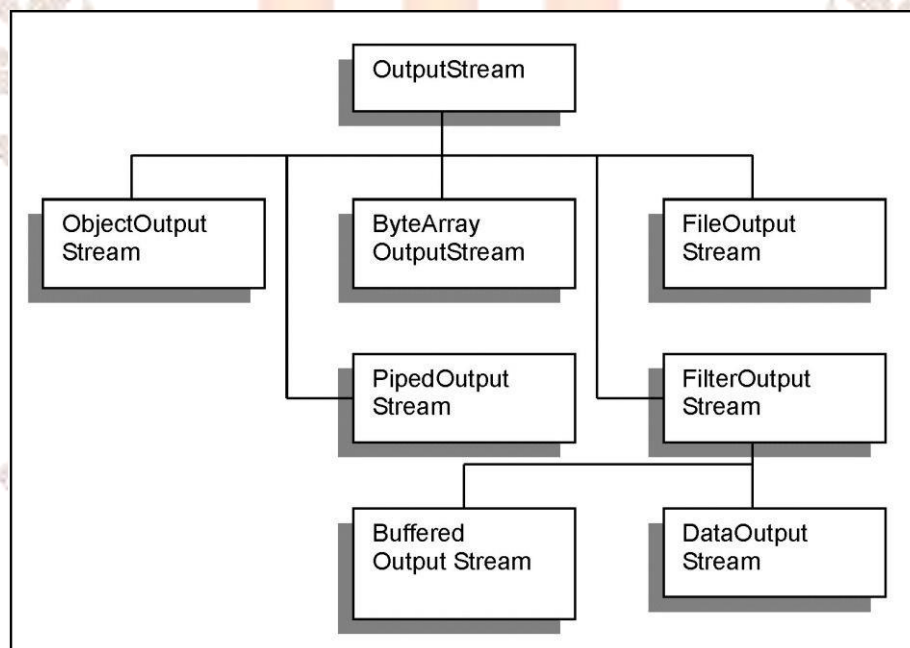 OutputStream
ObjectOutput
Stream
ByteArray
OutputStream
FileOutput
Stream
PipedOutput
Stream
FilterOutput
Stream
Buffered
Output Stream
DataOutput
Stream